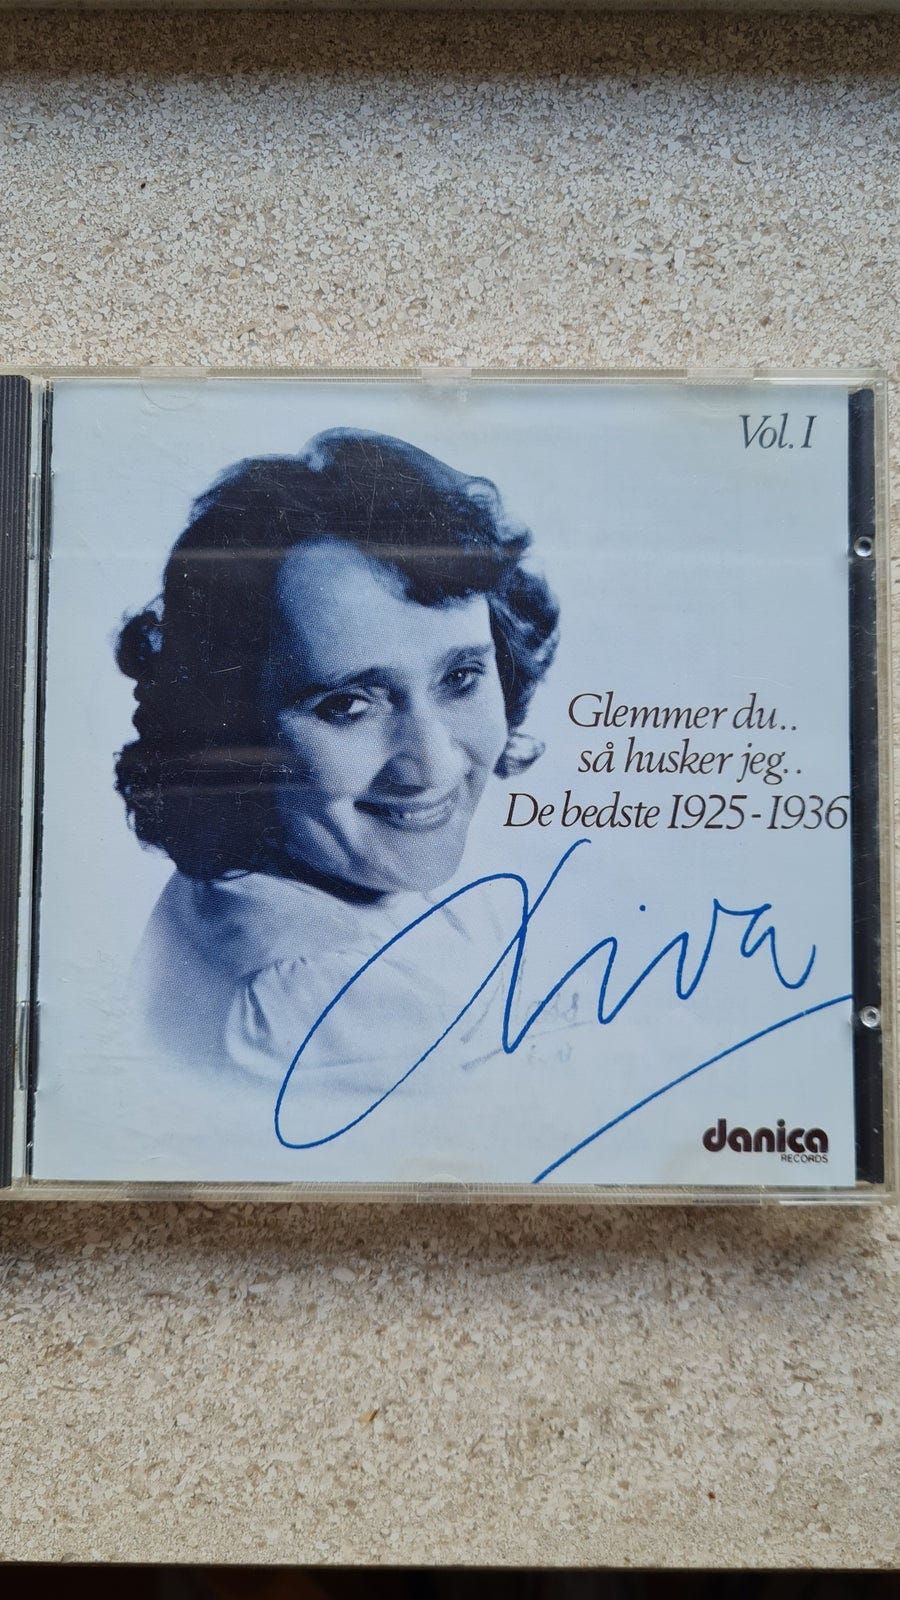 Vol. I
Glemmer du..
så husker jeg..
De bedste 1925-1936
Liva
danica
RECORDS